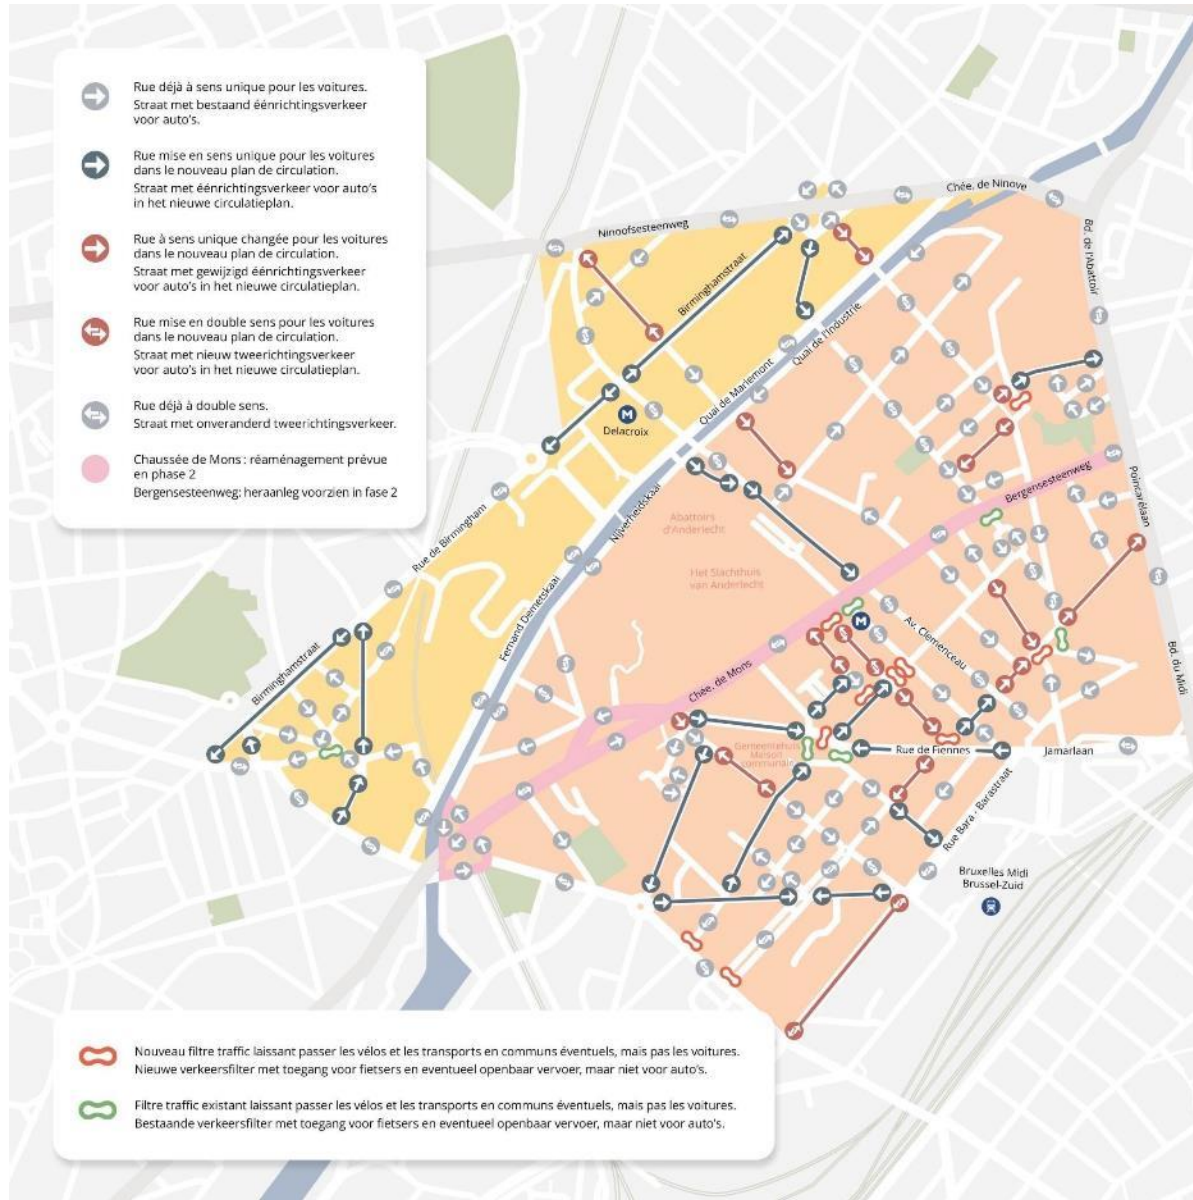 Rue déjà à sens unique pour les voitures.
Straat met bestaand éénrichtingsverkeer
voor auto's.
Rue mise en sens unique pour les voitures
dans le nouveau plan de circulation.
Straat met éénrichtingsverkeer voor auto's
in het nieuwe circulatieplan.
Rue à sens unique changée pour les voitures
dans le nouveau plan de circulation.
Straat met gewijzigd éénrichtingsverkeer
voor auto's in het nieuwe circulatieplan.
Rue mise en double sens pour les voitures
dans le nouveau plan de circulation.
Straat met nieuw tweerichtingsverkeer
voor auto's in het nieuwe circulatieplan.
Rue déjà à double sens.
Straat met onveranderd tweerichtingsverkeer.
Chaussée de Mons : réaménagement prévue
en phase 2
Bergensesteenweg: heraanleg voorzien in fase 2
Chée. de Ninove
Ninoofsesteenweg
Bd. de l'Abattoir
Birminghamstraat
Quai de l'Industrie
Quai de Mariemont
M
Delacroix
Bergensesteenweg
Poincarélaan
Nijverheidskaai
Abattoirs
d'Anderlecht
Het Slachthuis
van Anderlecht
Rue de Birmingham
Fernand Demetskaai
M
Av. Clemenceau
Birminghamstraat
Chée. de Mons
Bd. du Midi
Gemeentehuis
Maison
communale
Rue de Fiennes
Jamarlaan
Rue Bara - Barastraat
Bruxelles Midi
Brussel-Zuid
Nouveau filtre traffic laissant passer les vélos et les transports en communs éventuels, mais pas les voitures.
Nieuwe verkeersfilter met toegang voor fietsers en eventueel openbaar vervoer, maar niet voor auto's.
Filtre traffic existant laissant passer les vélos et les transports en communs éventuels, mais pas les voitures.
Bestaande verkeersfilter met toegang voor fietsers en eventueel openbaar vervoer, maar niet voor auto's.